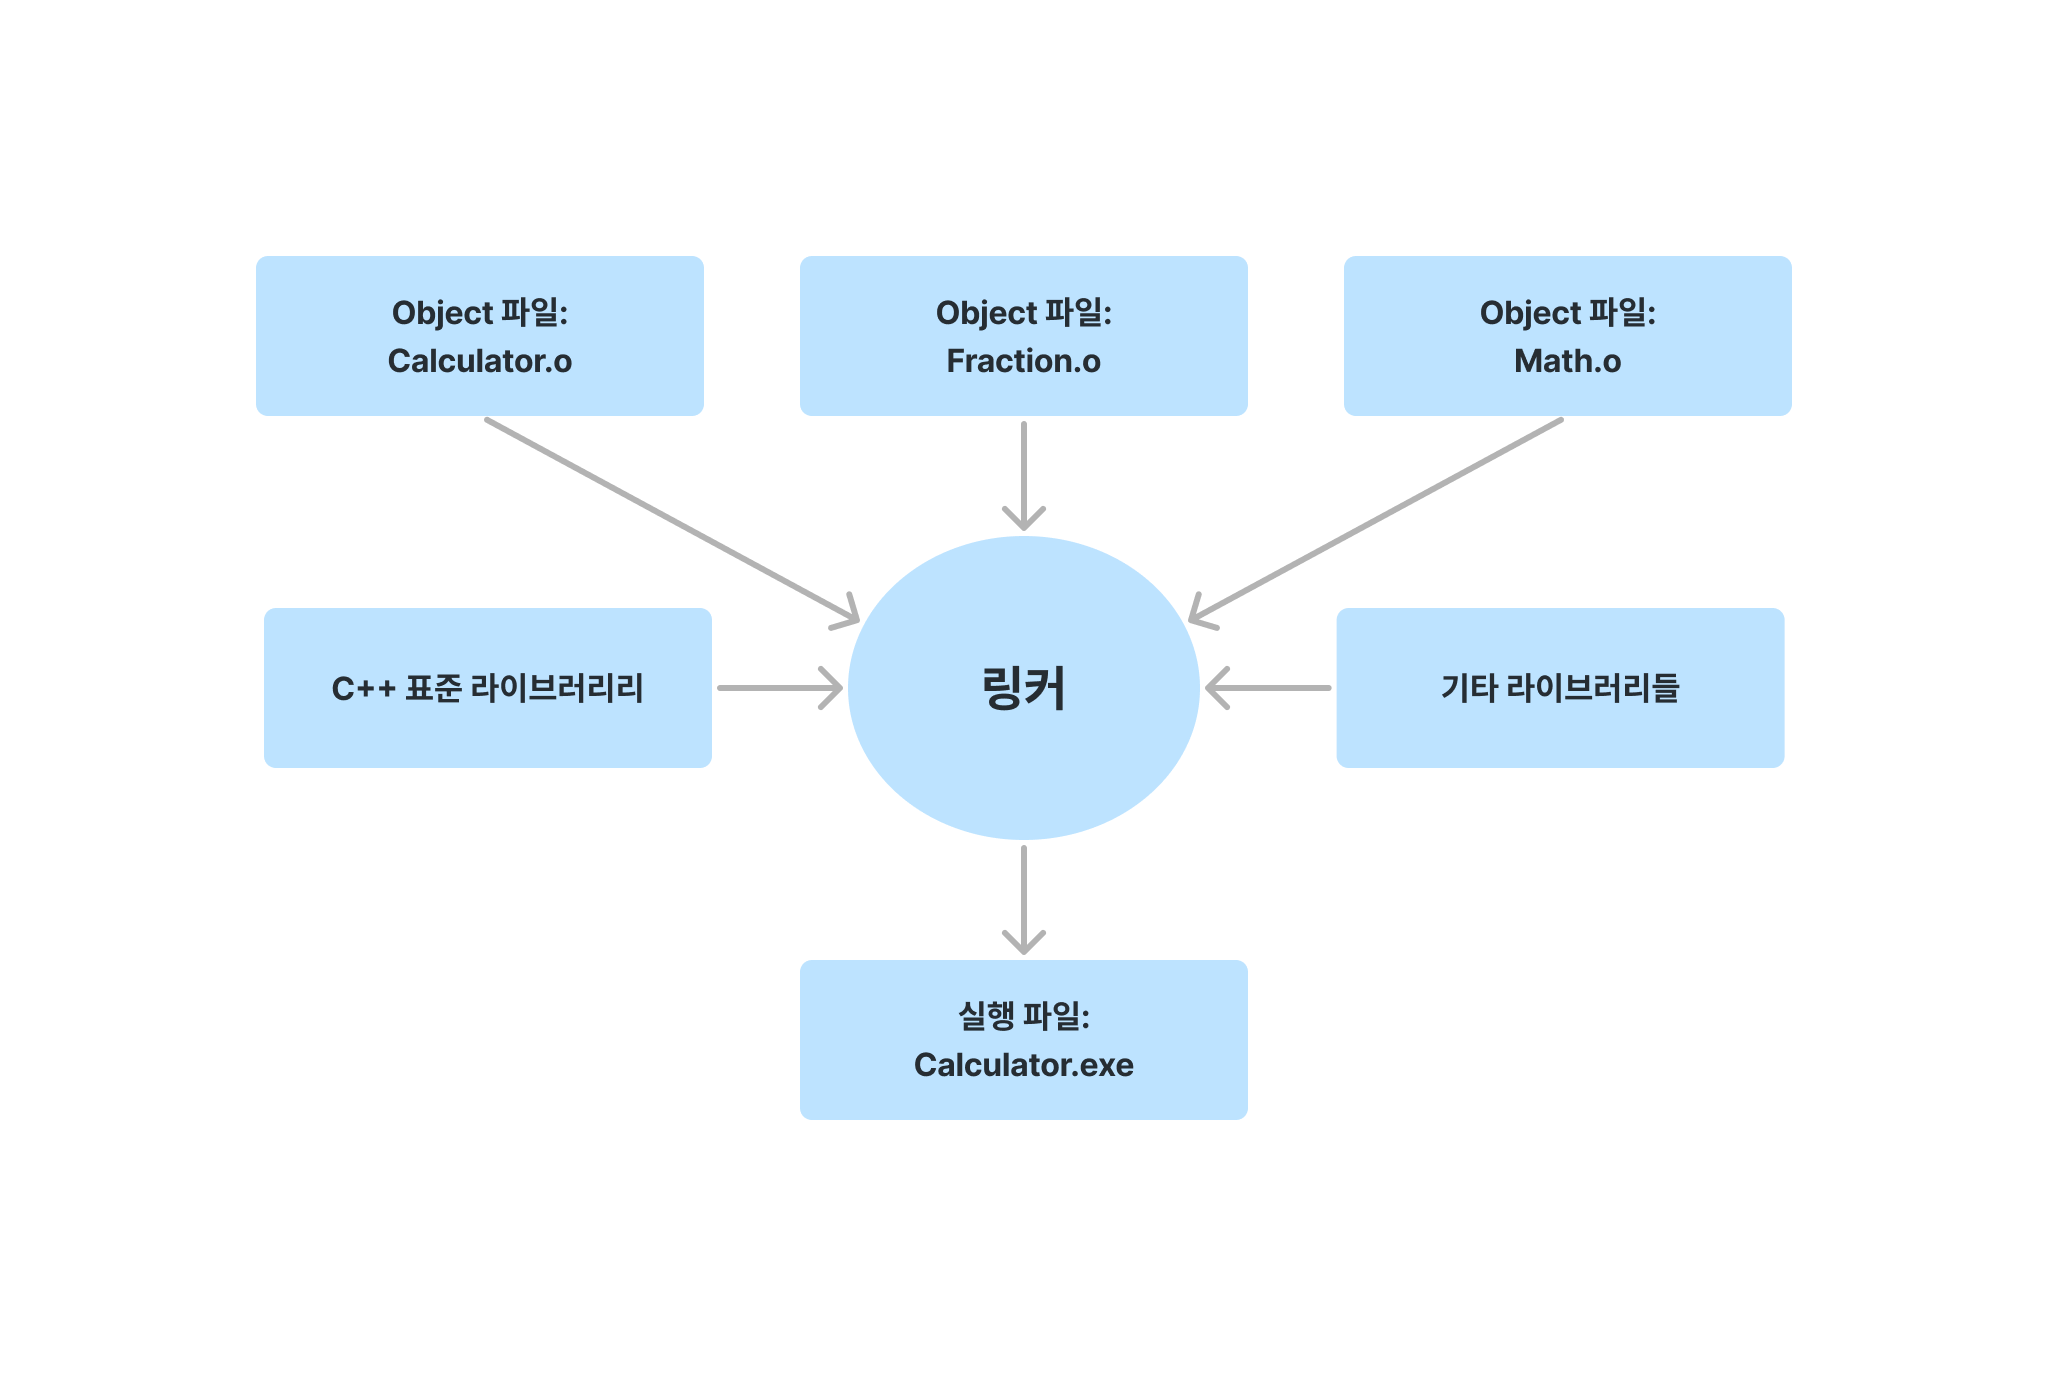 Object 파일:
Calculator.o
Object 파일:
Fraction.o
Object 파일:
Math.o
C++ 표준 라이브러리리
링커
기타 라이브러리들
실행 파일:
Calculator.exe